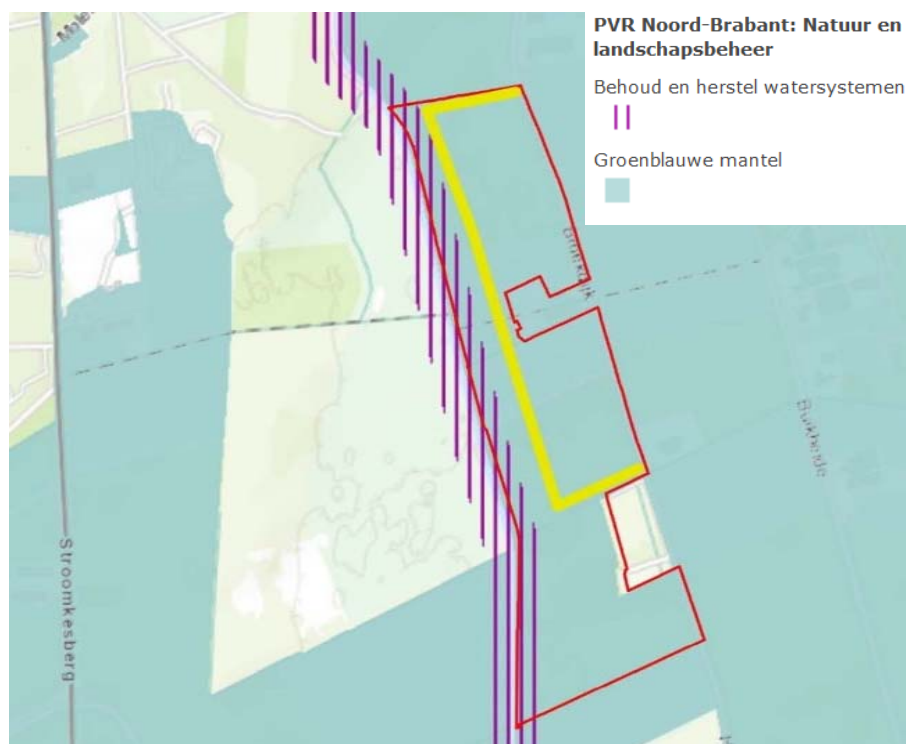 PVR Noord-Brabant: Natuur en
landschapsbeheer
Behoud en herstel watersystemen
Groenblauwe mantel
Stroomkesberg